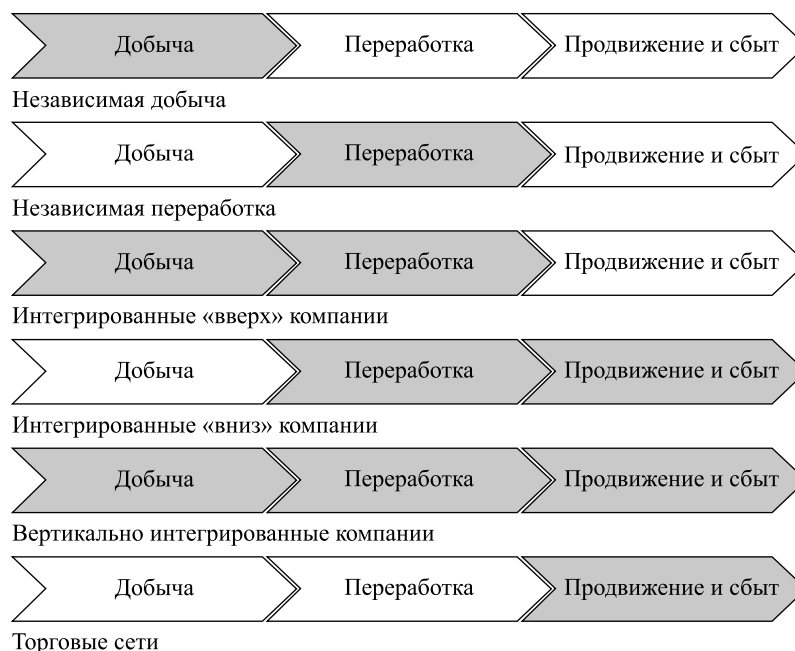 Добыча Переработка Продвижение и сбыт
Независимая добыча
Добыча Переработка Продвижение и сбыт
Независимая переработка
Добыча Переработка Продвижение и сбыт
Интегрированные «вверх» компании
Добыча Переработка Продвижение и сбыт
Интегрированные «вниз» компании
Добыча Переработка Продвижение и сбыт
Вертикально интегрированные компании
Добыча Переработка Продвижение и сбыт
Торговые сети